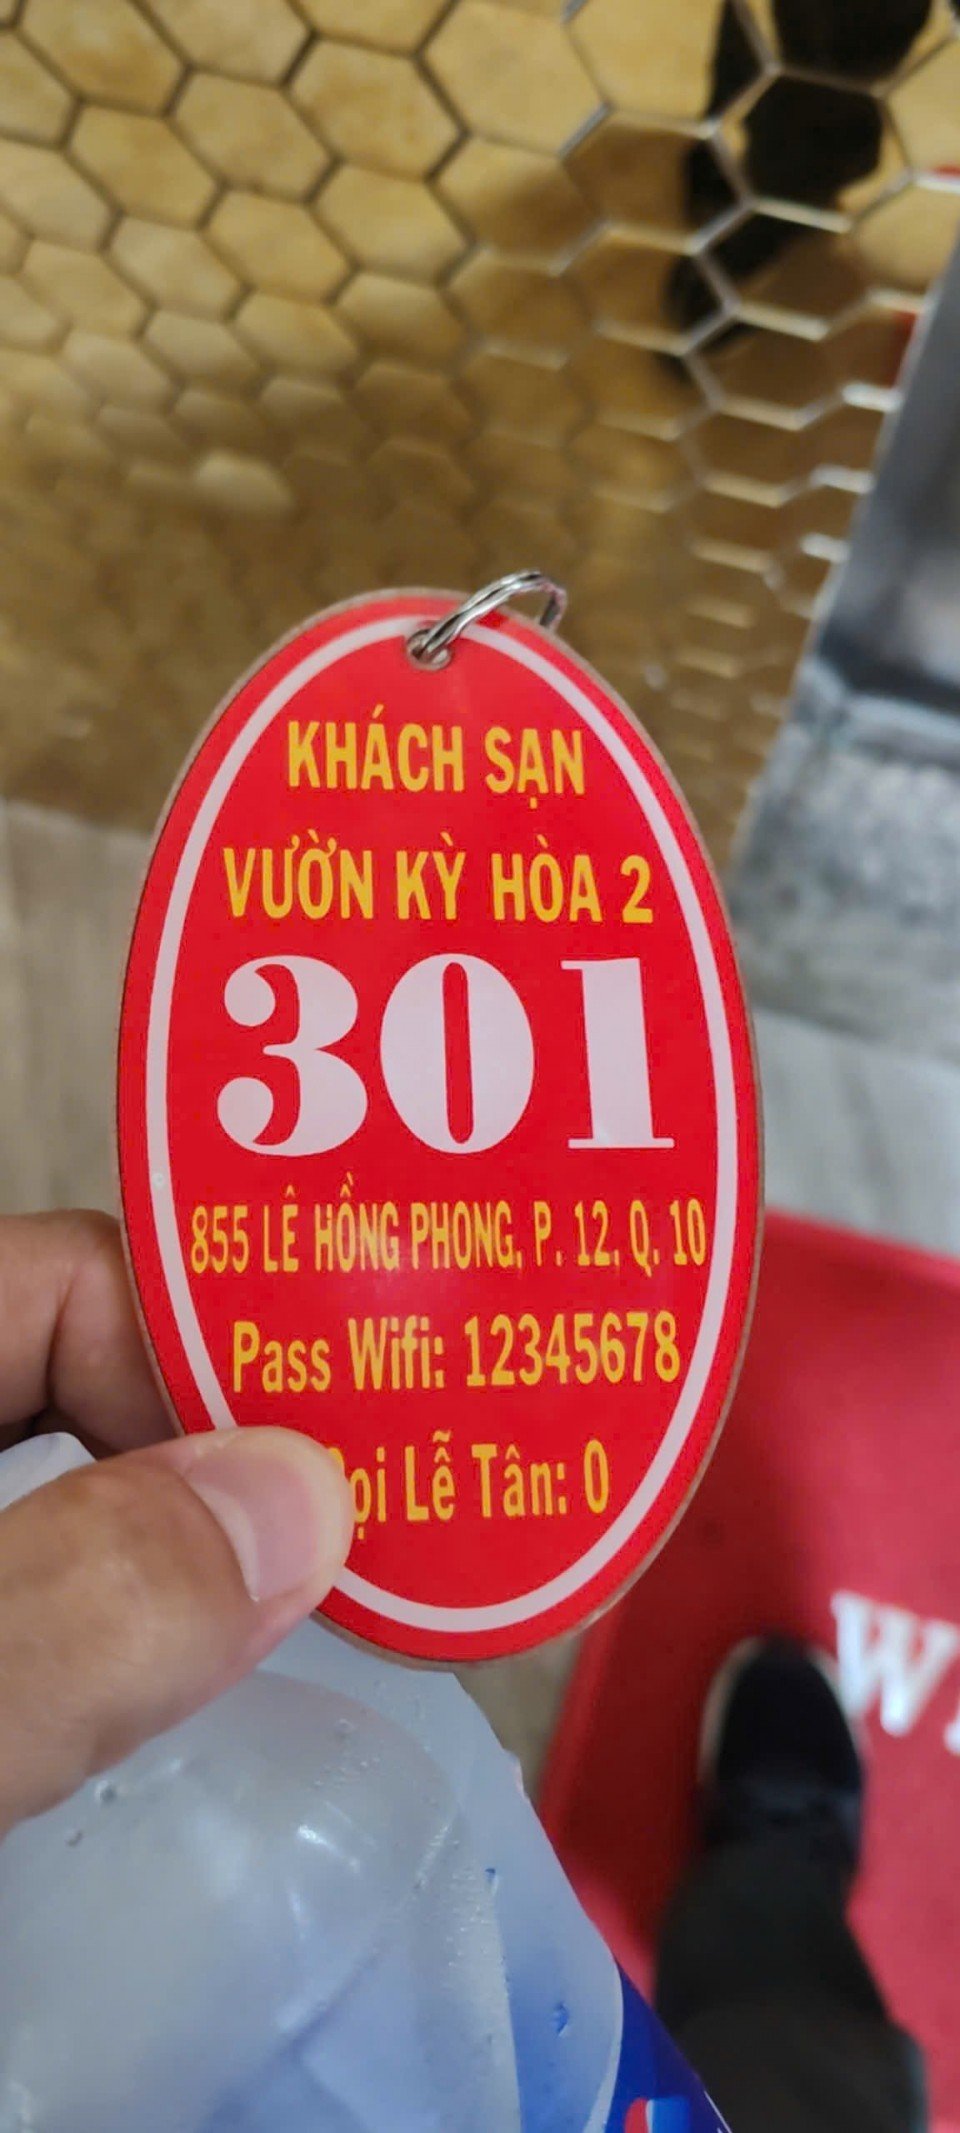 KHÁCH SẠN
VƯỜN KỲ HÒA 2
301
855 LÊ HỒNG PHONG, P. 12, Q. 10
Pass Wifi: 12345678
Lễ Tân: 0